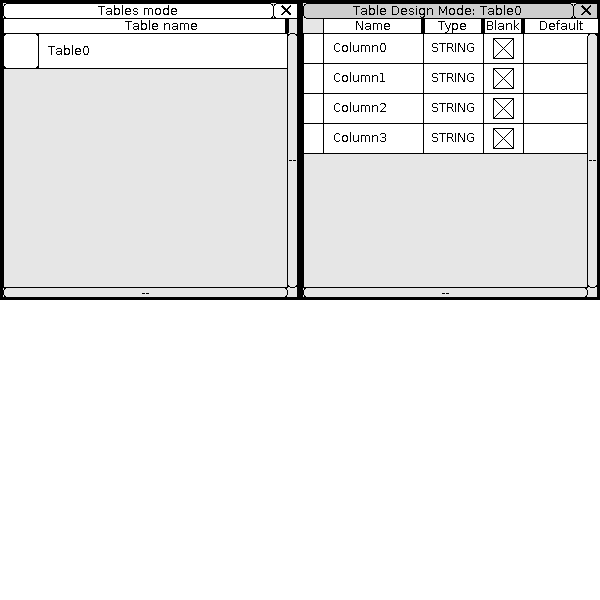 Tables mode
Table name
Table0
Table Design Mode: Table0
Name Type Blank Default
Column0 STRING
Column1 STRING
Column2 STRING
Column3 STRING